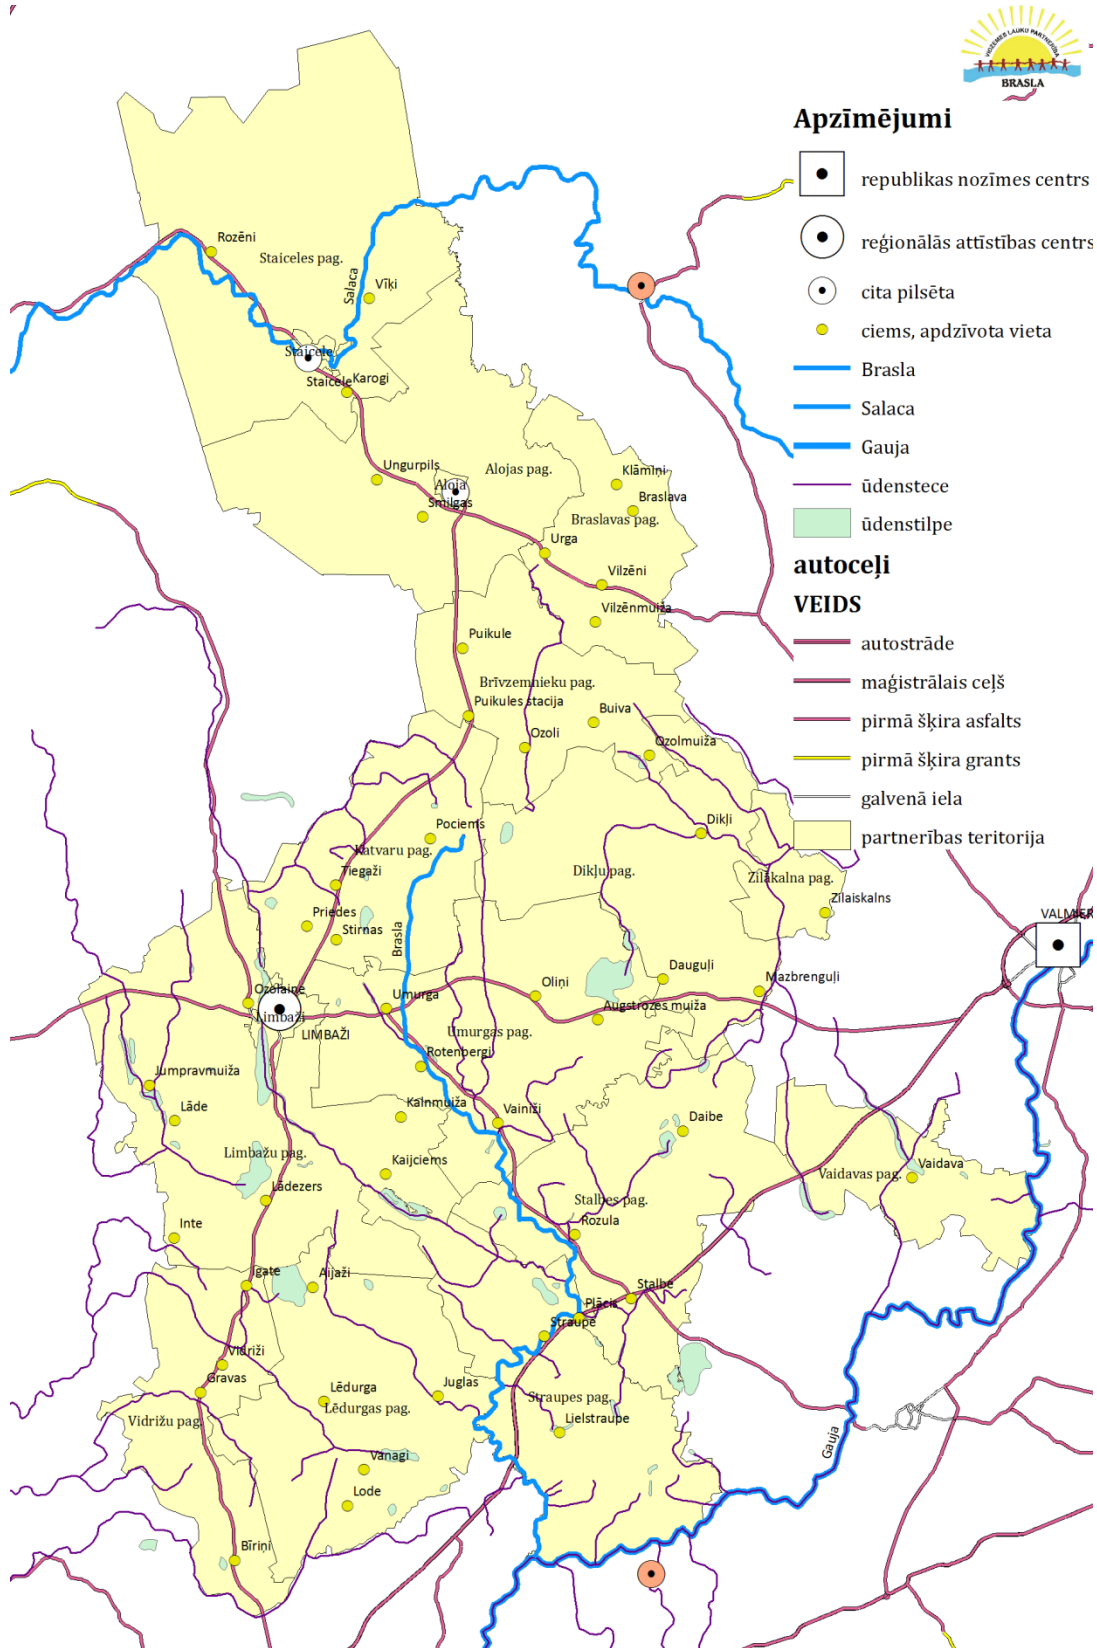 VIDZEMES LAUKU PARTNERĪBA
BRASLA
Apzīmējumi
republikas nozīmes centrs
reģionālās attīstības centrs
cita pilsēta
ciems, apdzīvota vieta
Brasla
Salaca
Gauja
ūdenstece
ūdenstilpe
autoceļi
VEIDS
autostrāde
maģistrālais ceļš
pirmā šķira asfalts
pirmā šķira grants
galvenā iela
partnerības teritorija
Rozēni
Staiceles pag.
Salaca
Vīķi
Staicele
Staicele
Karogi
Ungurpils
Aloja
Alojas pag.
Smilgas
Klāmiņi
Braslava
Braslavas pag.
Urga
Vilzēni
Vilzēnmuiža
Puikule
Brīvzemnieku pag.
Puikules stacija
Buiva
Ozoli
Ozolmuiža
Pociems
Katvaru pag.
Dikļi
Dikļu pag.
Tiegaži
Zilākalna pag.
Zilaiskalns
Priedes
Stirnas
Brasla
VALMIER
Ozolaine
Limbaži
LIMBAŽI
Umurga
Oliņi
Dauguļi
Mazbrenguļi
Augstrozes muiža
Umurgas pag.
Rotenbergi
Jumpravmuiža
Lāde
Kalnmuiža
Vainiži
Daibe
Limbažu pag.
Kaijciems
Vaidavas pag.
Vaidava
Lādezers
Stalbes pag.
Inte
Rozula
Igate
Aijaži
Stalbe
Plācis
Straupe
Vidriži
Gravas
Lēdurga
Lēdurgas pag.
Juglas
Straupes pag.
Vidrižu pag.
Lielstraupe
Gauja
Vanagi
Lode
Bīriņi